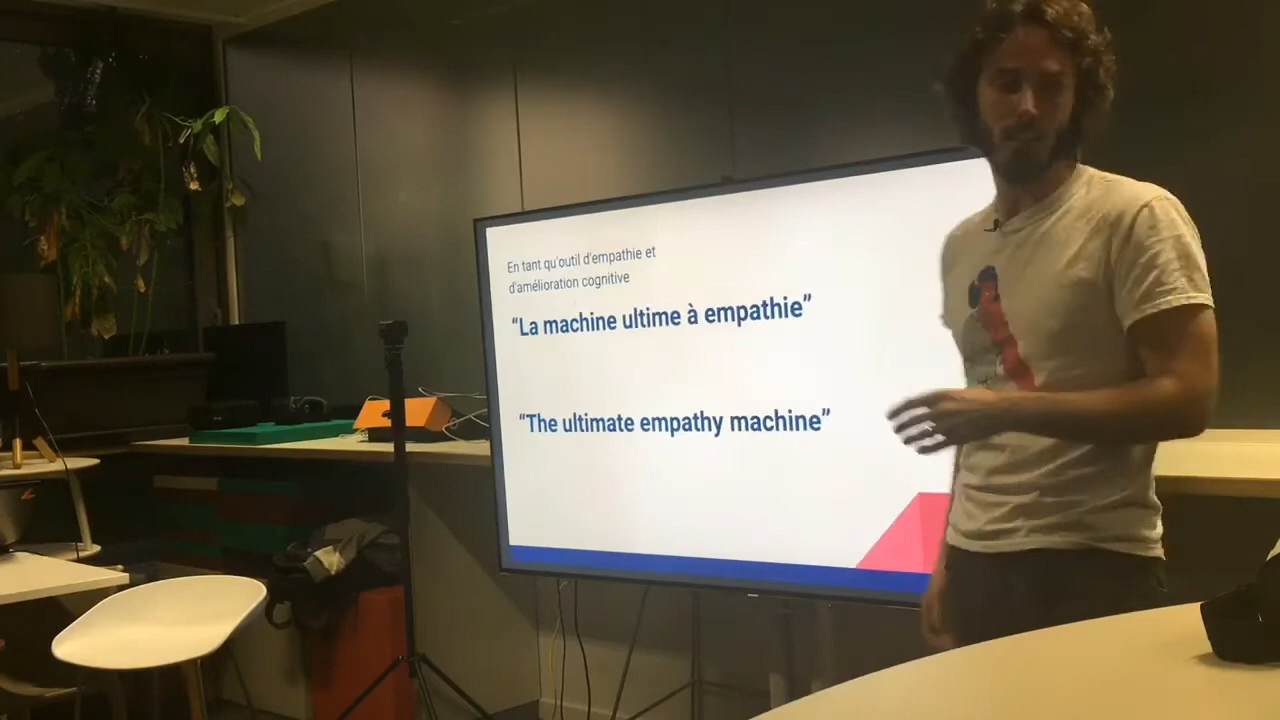 En tant qu'outil d'empathie et
d'amélioration cognitive
“La machine ultime à empathie”
“The ultimate empathy machine”